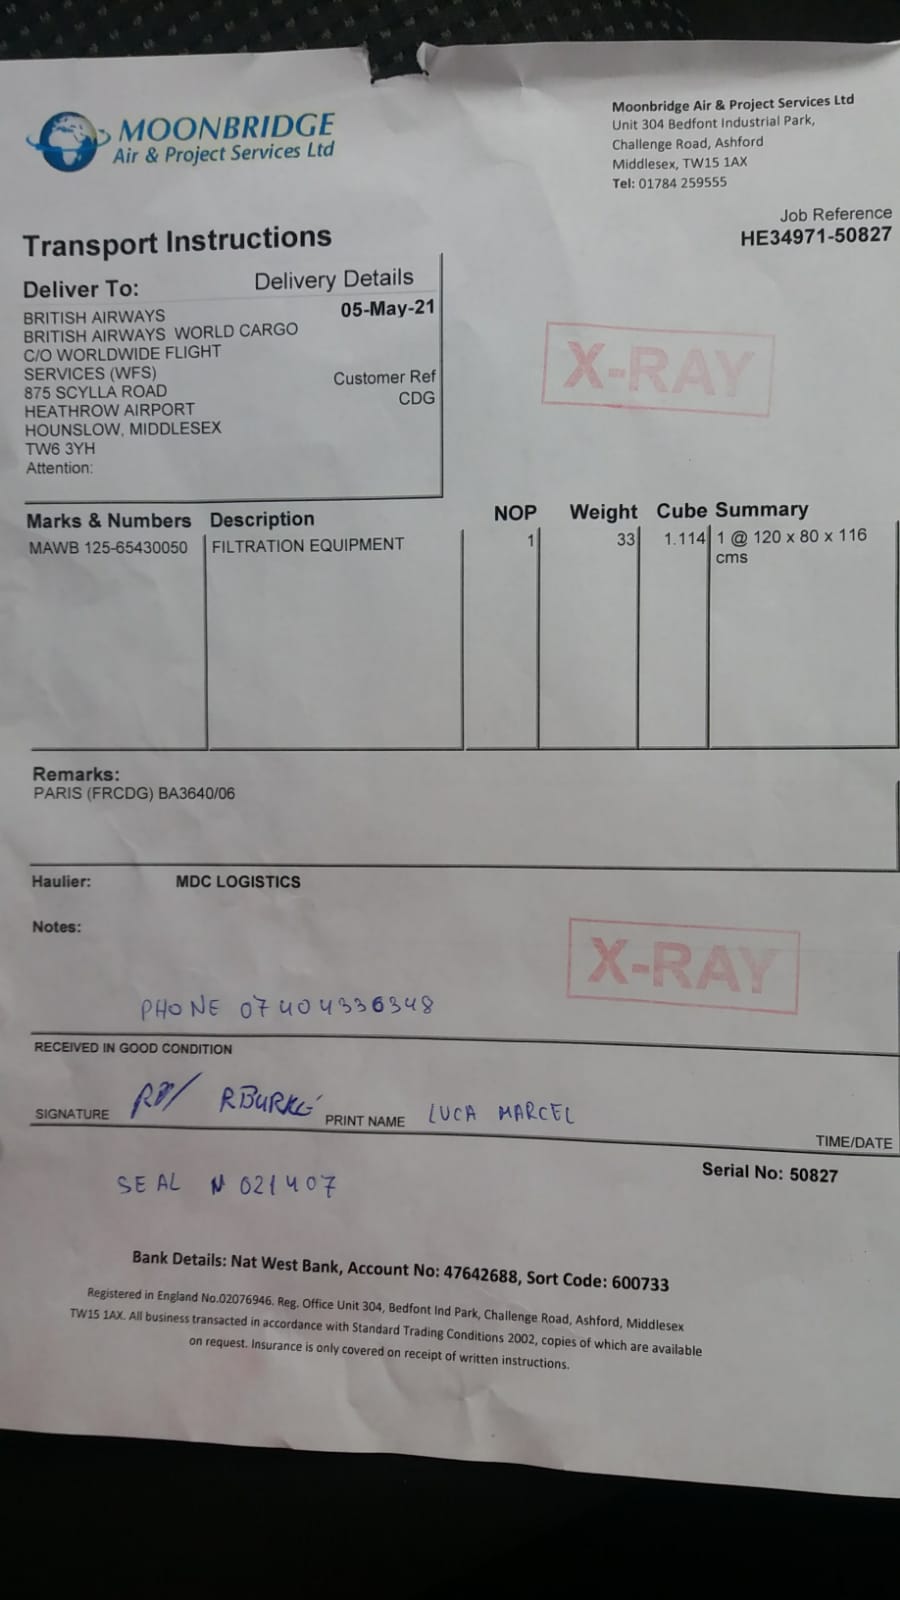 MOONBRIDGE
Air & Project Services Ltd
Moonbridge Air & Project Services Ltd
Unit 304 Bedfont Industrial Park,
Challenge Road, Ashford
Middlesex, TW15 1AX
Tel: 01784 259555
Job Reference
HE34971-50827
Transport Instructions
Deliver To:
Delivery Details
05-May-21
BRITISH AIRWAYS
BRITISH AIRWAYS WORLD CARGO
C/O WORLDWIDE FLIGHT
SERVICES (WFS)
875 SCYLLA ROAD
HEATHROW AIRPORT
HOUNSLOW, MIDDLESEX
TW6 3YH
Attention:
Customer Ref
CDG
X-RAY
Marks & Numbers Description NOP Weight Cube Summary
MAWB 125-65430050 FILTRATION EQUIPMENT 1 33 1.114 1 @ 120 x 80 x 116
cms
Remarks:
PARIS (FRCDG) BA3640/06
Haulier: MDC LOGISTICS
Notes:
X-RAY
PHONE 07404336348
RECEIVED IN GOOD CONDITION
SIGNATURE RBURKE PRINT NAME LUCA MARCEL
TIME/DATE
Serial No: 50827
SEAL N 021407
Bank Details: Nat West Bank, Account No: 47642688, Sort Code: 600733
Registered in England No.02076946. Reg. Office Unit 304, Bedfont Ind Park, Challenge Road, Ashford, Middlesex
TW15 1AX. All business transacted in accordance with Standard Trading Conditions 2002, copies of which are available
on request. Insurance is only covered on receipt of written instructions.